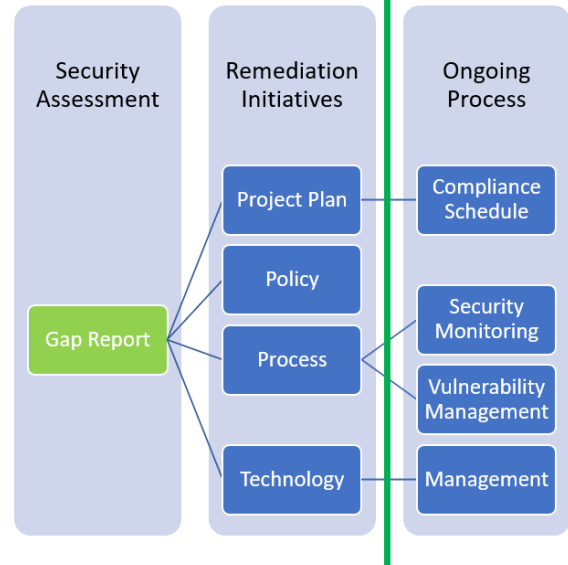 Security
Assessment
Gap Report
Remediation
Initiatives
Project Plan
Policy
Process
Technology
Ongoing
Process
Compliance
Schedule
Security
Monitoring
Vulnerability
Management
Management